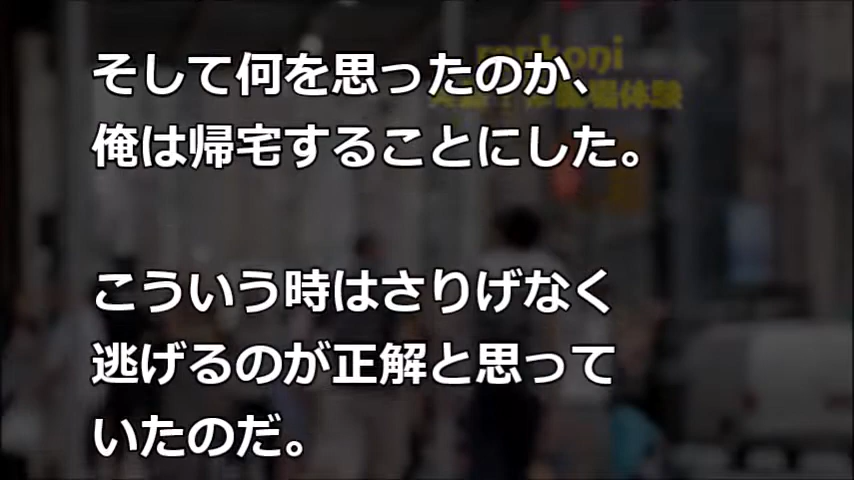 そして何を思ったのか、
俺は帰宅することにした。
こういう時はさりげなく
逃げるのが正解と思って
いたのだ。